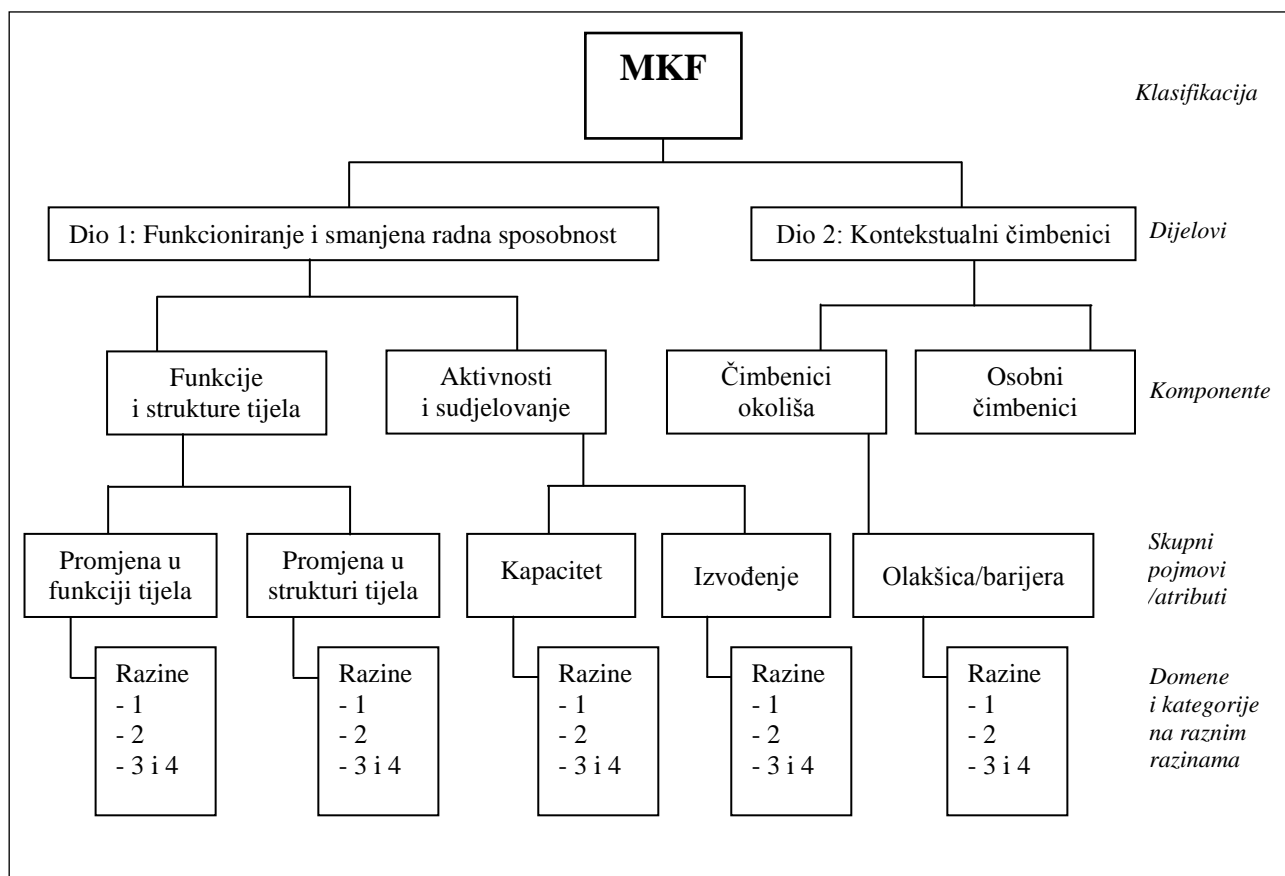 MKF
Klasifikacija
Dio 1: Funkcioniranje i smanjena radna sposobnost
Dio 2: Kontekstualni čimbenici
Dijelovi
Funkcije
i strukture tijela
Aktivnosti
i sudjelovanje
Čimbenici
okoliša
Osobni
čimbenici
Komponente
Promjena u
funkciji tijela
Promjena u
strukturi tijela
Kapacitet
Izvođenje
Olakšica/barijera
Skupni
pojmovi
/atributi
Razine
- 1
- 2
- 3 i 4
Razine
- 1
- 2
- 3 i 4
Razine
- 1
- 2
- 3 i 4
Razine
- 1
- 2
- 3 i 4
Razine
- 1
- 2
- 3 i 4
Domene
i kategorije
na raznim
razinama